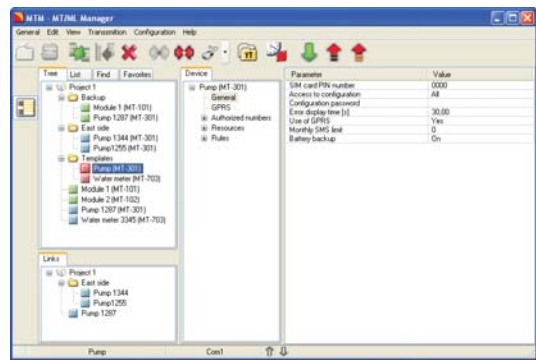 MTM - MT/ML Manager
General Edit View Transmition Configuration Help
Tree List Find Favorites
Project 1
Backup
Module 1 (MT-101)
Pump 1287 (MT-301)
East side
Pump 1344 (MT-301)
Pump1255 (MT-301)
Templates
Pump (MT-301)
Water meter (MT-703)
Module 1 (MT-101)
Module 2 (MT-102)
Pump 1287 (MT-301)
Water meter 3345 (MT-703)
Links
Project 1
East side
Pump 1344
Pump1255
Pump 1287
Device
Pump (MT-301)
General
GPRS
Authorized numbers
Resources
Rules
Parameter Value
SIM card PIN number 0000
Access to configuration All
Configuration password
Error display time [s] 30,00
Use of GPRS Yes
Monthly SMS limit 0
Battery backup On
Pump Com1